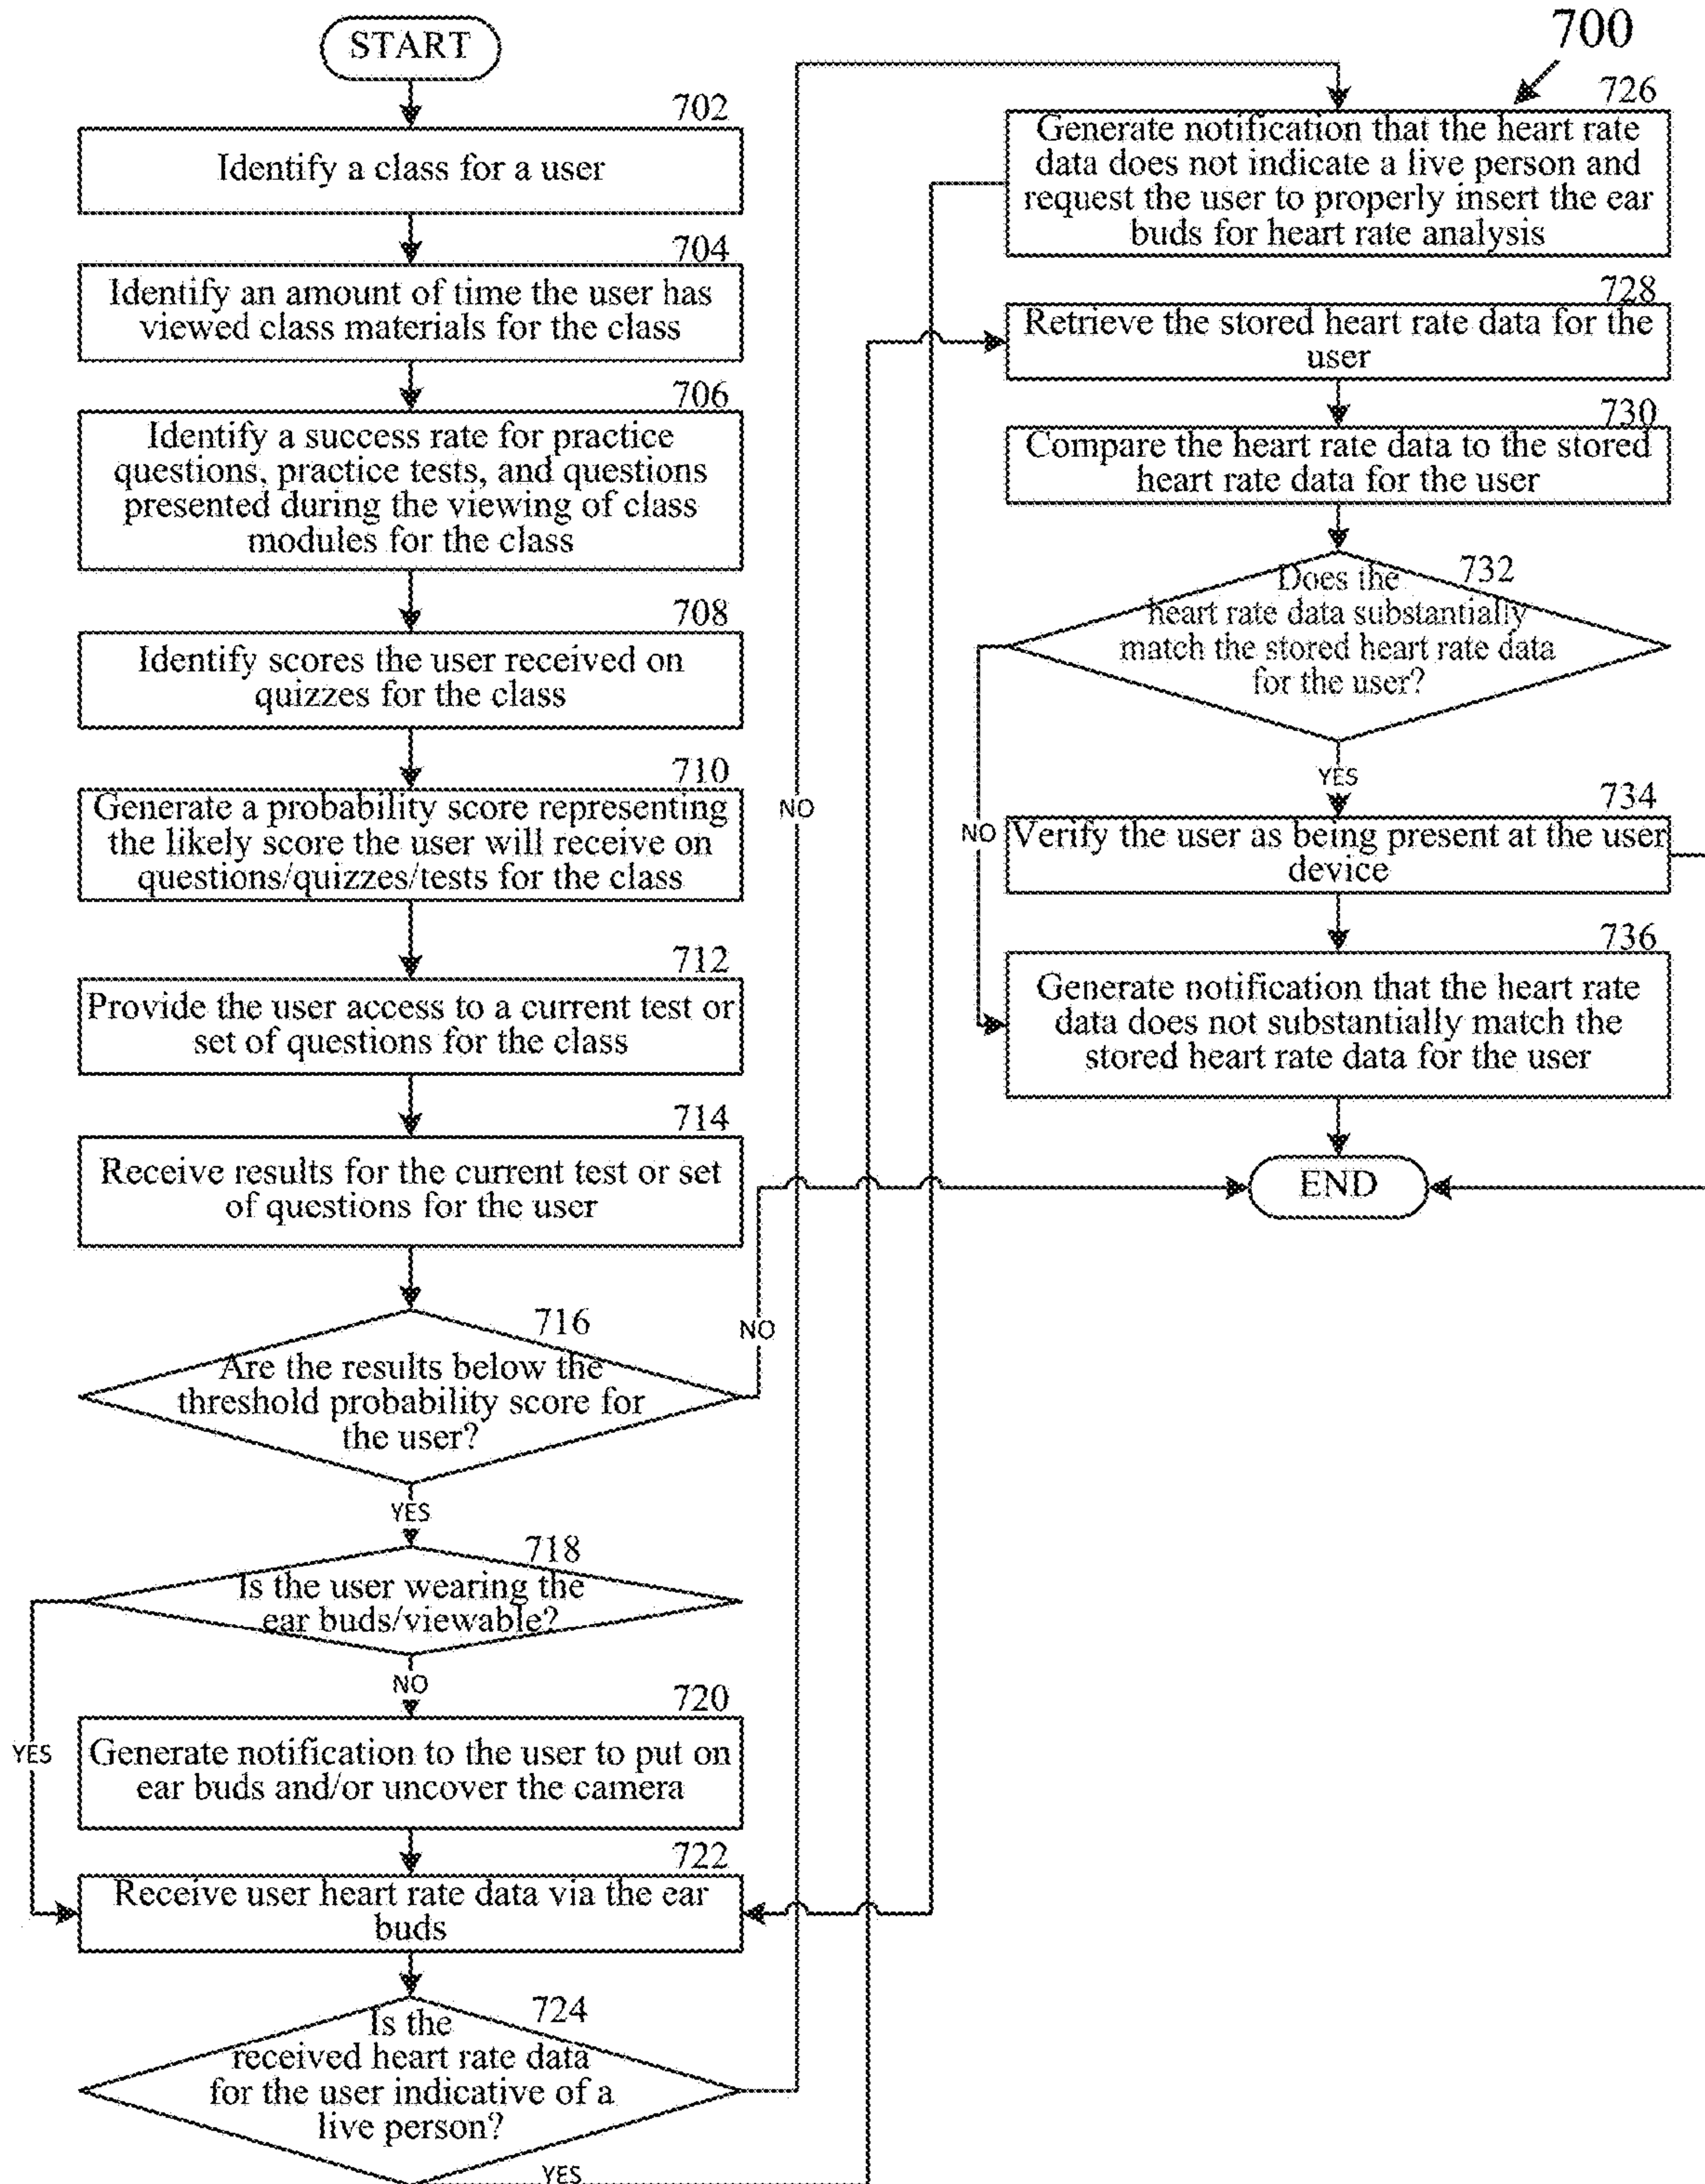 START
702
Identify a class for a user
704
Identify an amount of time the user has
viewed class materials for the class
706
Identify a success rate for practice
questions, practice tests, and questions
presented during the viewing of class
modules for the class
708
Identify scores the user received on
quizzes for the class
710
Generate a probability score representing
the likely score the user will receive on
questions/quizzes/tests for the class
712
Provide the user access to a current test or
set of questions for the class
714
Receive results for the current test or set
of questions for the user
716
Are the results below the
threshold probability score for
the user?
NO
YES
718
Is the user wearing the
ear buds/viewable?
NO
YES
720
Generate notification to the user to put on
ear buds and/or uncover the camera
722
Receive user heart rate data via the ear
buds
724
Is the
received heart rate data
for the user indicative of a
live person?
YES
NO
700
726
Generate notification that the heart rate
data does not indicate a live person and
request the user to properly insert the ear
buds for heart rate analysis
728
Retrieve the stored heart rate data for the
user
730
Compare the heart rate data to the stored
heart rate data for the user
732
Does the
heart rate data substantially
match the stored heart rate data
for the user?
YES
NO
734
Verify the user as being present at the user
device
736
Generate notification that the heart rate
data does not substantially match the
stored heart rate data for the user
END